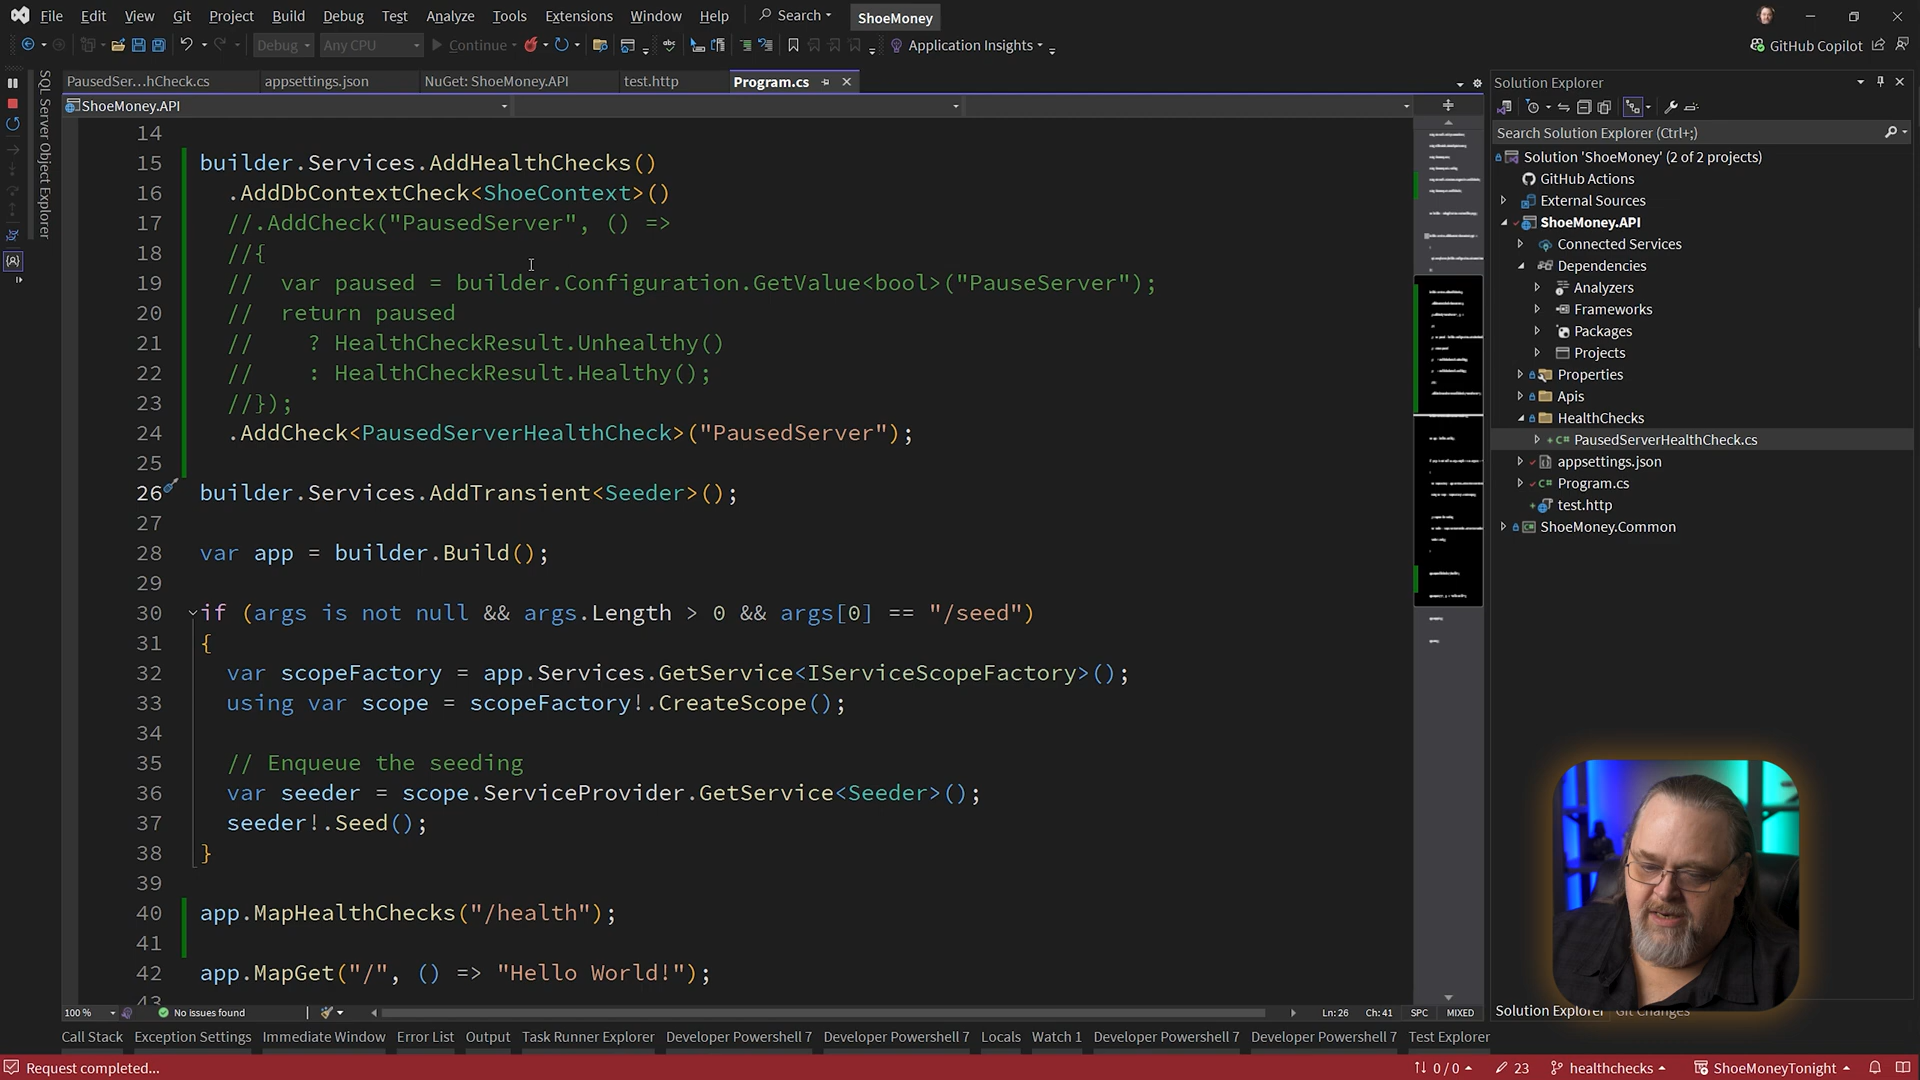 File Edit View Git Project Build Debug Test Analyze Tools Extensions Window Help Search ShoeMoney
Debug Any CPU Continue Application Insights GitHub Copilot
PausedSer...hCheck.cs appsettings.json NuGet: ShoeMoney.API test.http Program.cs
ShoeMoney.API
SQL Server Object Explorer
14
15 builder.Services.AddHealthChecks()
16 .AddDbContextCheck<ShoeContext>()
17 //.AddCheck("PausedServer", () =>
18 //{
19 // var paused = builder.Configuration.GetValue<bool>("PauseServer");
20 // return paused
21 // ? HealthCheckResult.Unhealthy()
22 // : HealthCheckResult.Healthy();
23 //});
24 .AddCheck<PausedServerHealthCheck>("PausedServer");
25
26 builder.Services.AddTransient<Seeder>();
27
28 var app = builder.Build();
29
30 if (args is not null && args.Length > 0 && args[0] == "/seed")
31 {
32 var scopeFactory = app.Services.GetService<IServiceScopeFactory>();
33 using var scope = scopeFactory!.CreateScope();
34
35 // Enqueue the seeding
36 var seeder = scope.ServiceProvider.GetService<Seeder>();
37 seeder!.Seed();
38 }
39
40 app.MapHealthChecks("/health");
41
42 app.MapGet("/", () => "Hello World!");
43
Solution Explorer
Search Solution Explorer (Ctrl+;)
Solution 'ShoeMoney' (2 of 2 projects)
GitHub Actions
External Sources
ShoeMoney.API
Connected Services
Dependencies
Analyzers
Frameworks
Packages
Projects
Properties
Apis
HealthChecks
PausedServerHealthCheck.cs
appsettings.json
Program.cs
test.http
ShoeMoney.Common
Solution Explorer Git Changes
100 % No issues found Ln: 26 Ch: 41 SPC MIXED
Call Stack Exception Settings Immediate Window Error List Output Task Runner Explorer Developer Powershell 7 Developer Powershell 7 Locals Watch 1 Developer Powershell 7 Developer Powershell 7 Test Explorer
Request completed... 0 / 0 23 healthchecks ShoeMoneyTonight